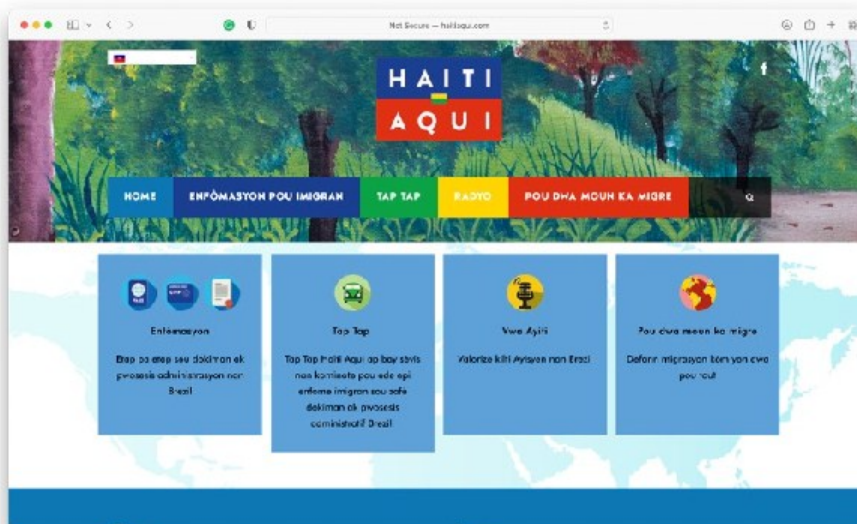 Not Secure — haitiaqui.com
HAITI
AQUI
HOME ENFÒMASYON POU IMIGRAN TAP TAP RADYO POU DWA MOUN KA MIGRE
Enfòmasyon
Etap pa etap sou dokiman ak
pwosesis administrasyon nan
Brezil
Tap Tap
Tap Tap Haiti Aqui ap bay sèvis
nan kominote pou ede epi
enfòme imigran sou zafè
dokiman ak pwosesis
administratif Brezil
Vwa Ayiti
Valorize kilti Ayisyen nan Brezil
Pou dwa moun ka migre
Defann migrasyon kòm yon dwa
pou tout